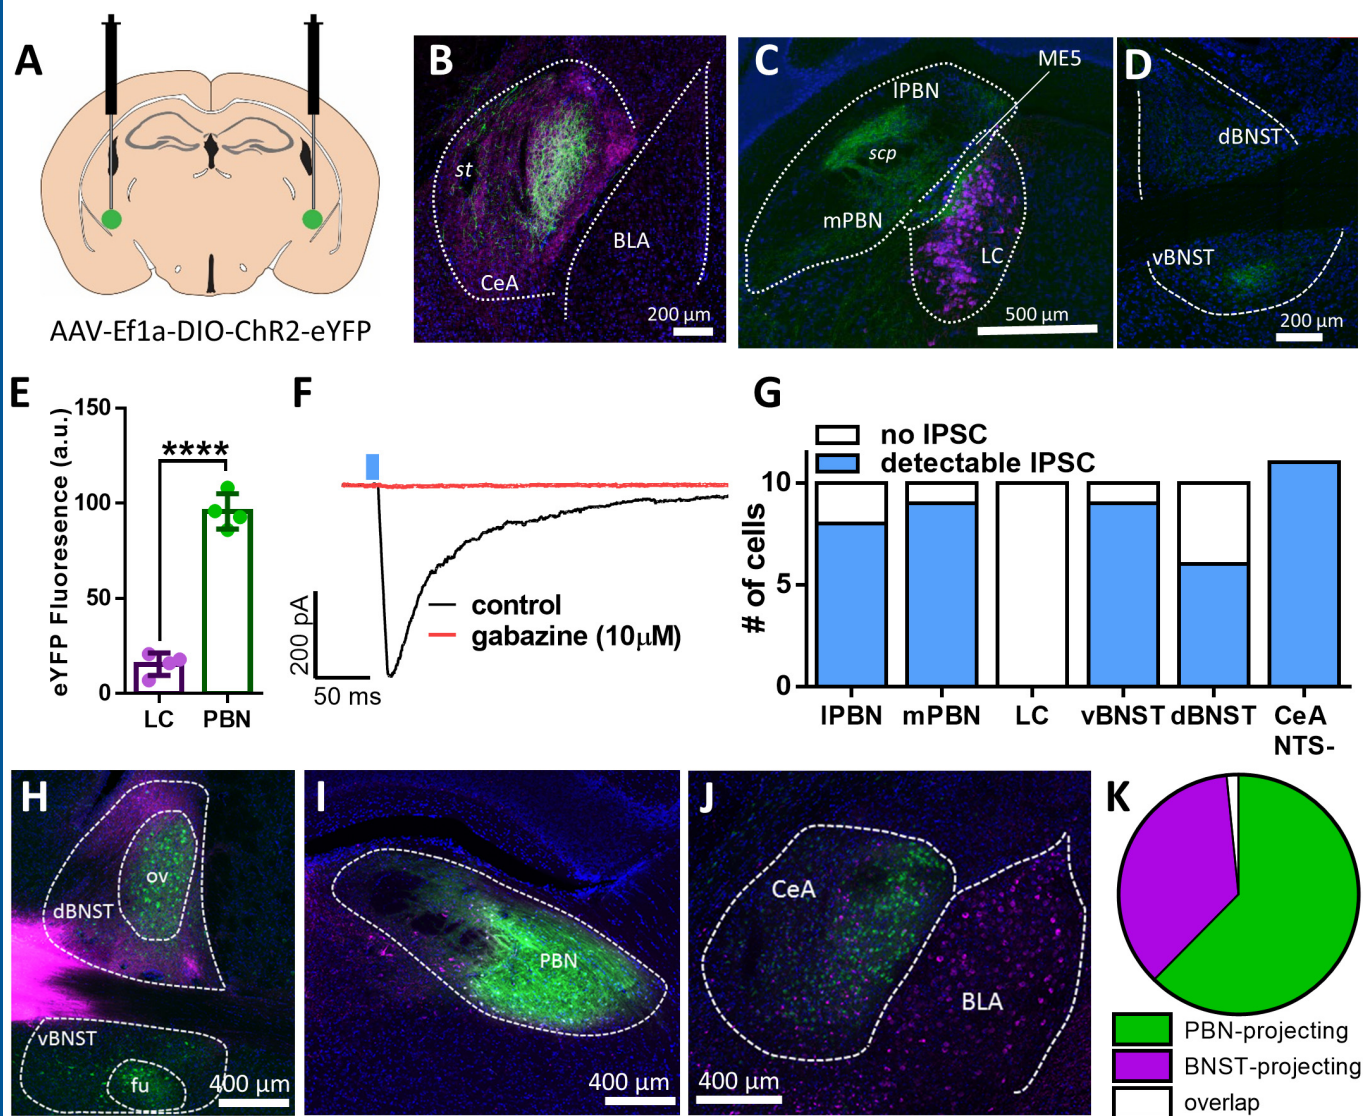 A
AAV-Ef1a-DIO-ChR2-eYFP
B
st
CeA
BLA
200 µm
C
lPBN
ME5
scp
mPBN
LC
500 µm
D
dBNST
vBNST
200 µm
E
eYFP Fluorescence (a.u.)
150
100
50
0
****
LC
PBN
F
200 pA
50 ms
control
gabazine (10µM)
G
no IPSC
detectable IPSC
# of cells
10
5
0
lPBN
mPBN
LC
vBNST
dBNST
CeA
NTS-
H
ov
dBNST
vBNST
fu
400 µm
I
PBN
400 µm
J
CeA
BLA
400 µm
K
PBN-projecting
BNST-projecting
overlap